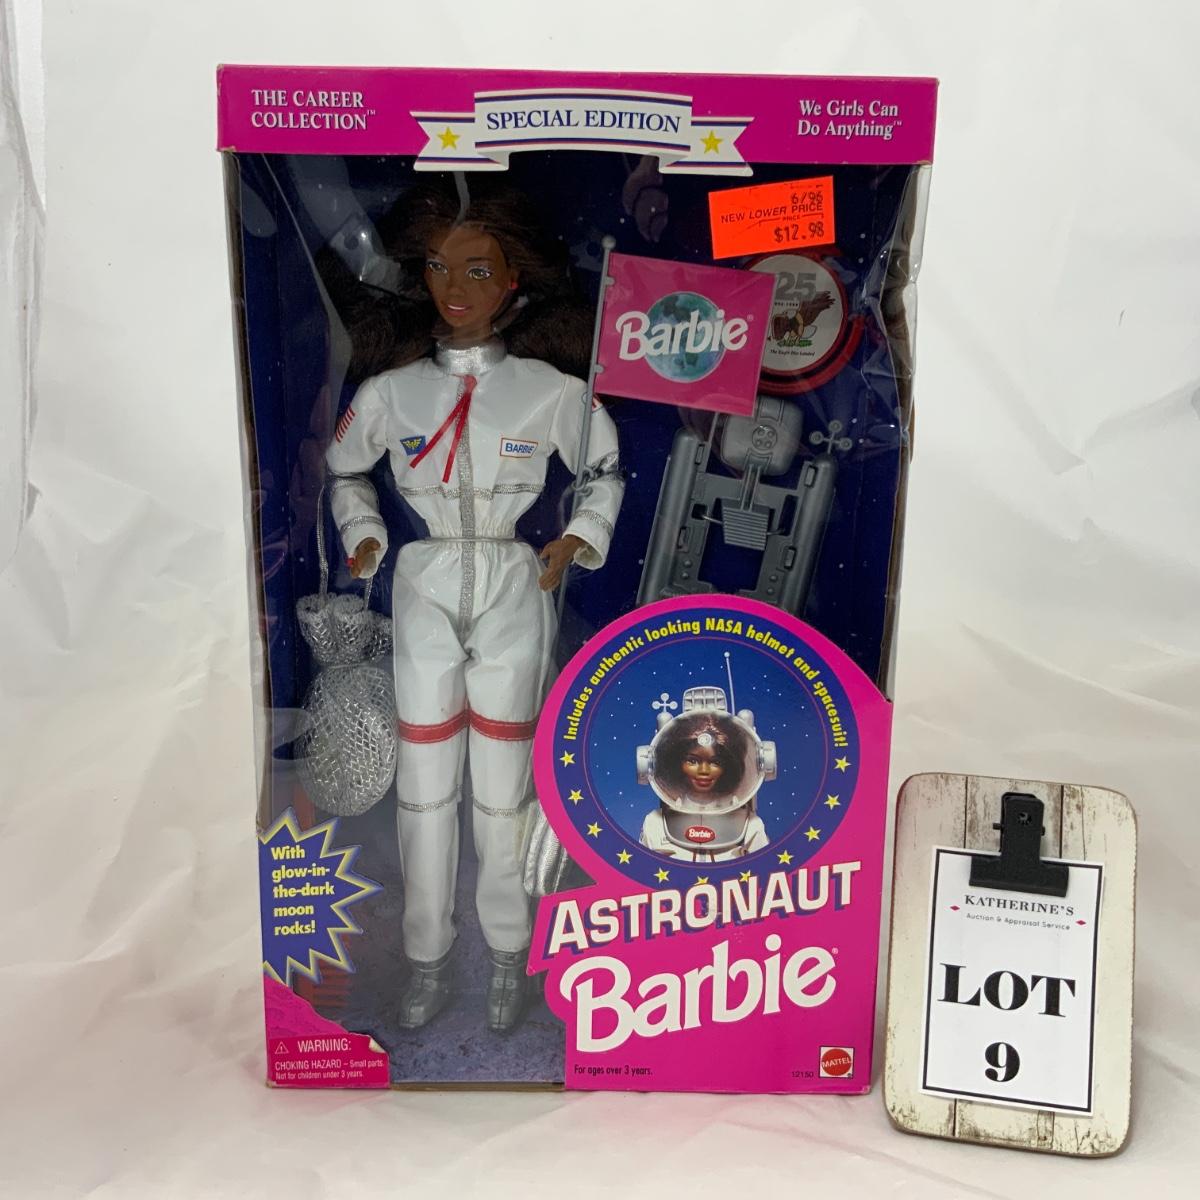 THE CAREER
COLLECTION™
SPECIAL EDITION
We Girls Can
Do Anything™
6/96
NEW LOWER PRICE
PRICE
$12.98
Barbie®
25
The Eagle Has Landed
BARBIE
Includes authentic looking NASA helmet and spacesuit!
Barbie
With
glow-in-
the-dark
moon
rocks!
ASTRONAUT
Barbie®
⚠ WARNING:
CHOKING HAZARD – Small parts.
Not for children under 3 years.
For ages over 3 years.
12150
MATTEL
KATHERINE'S
Auction & Appraisal Service
LOT
9